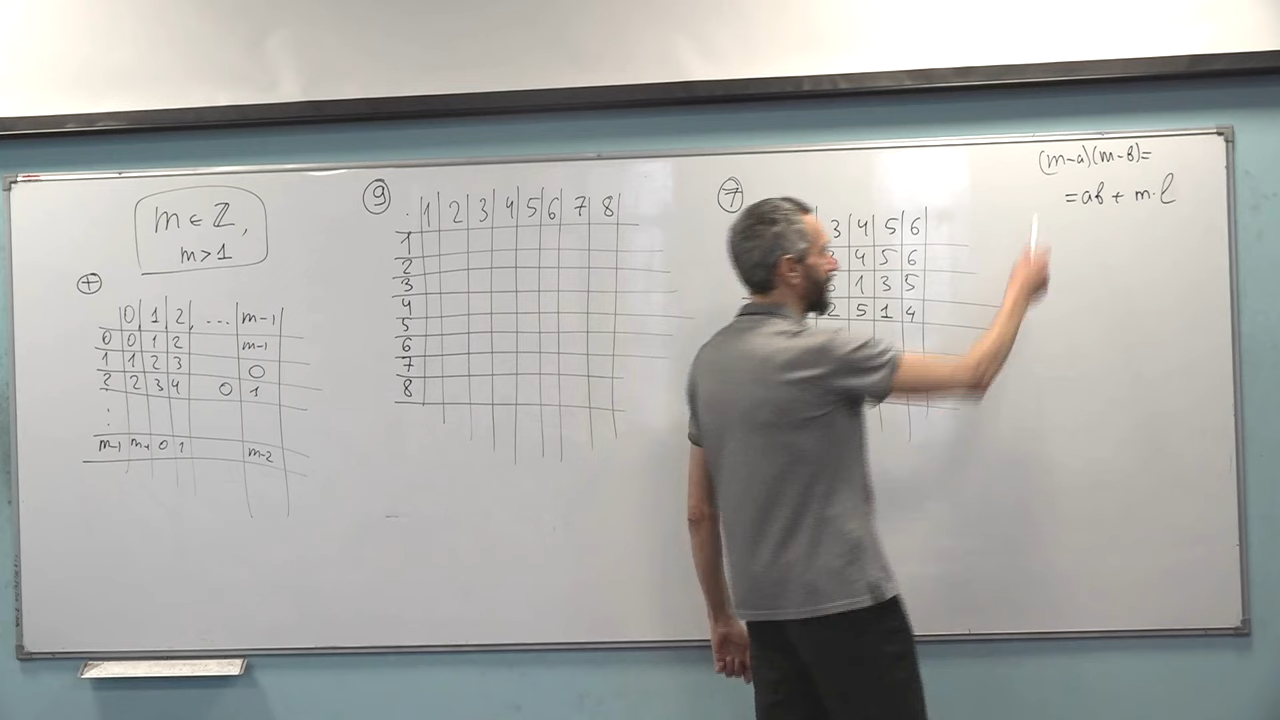 m ∈ ℤ,
m > 1
+
0 1 2 ... m-1
0 0 1 2 m-1
1 1 2 3 0
2 2 3 4 0 1
⋮
m-1 m-1 0 1 m-2
9
· 1 2 3 4 5 6 7 8
1
2
3
4
5
6
7
8
7
3 4 5 6
3 4 5 6
6 1 3 5
2 5 1 4
(m-a)(m-b)=
=ab+m·l